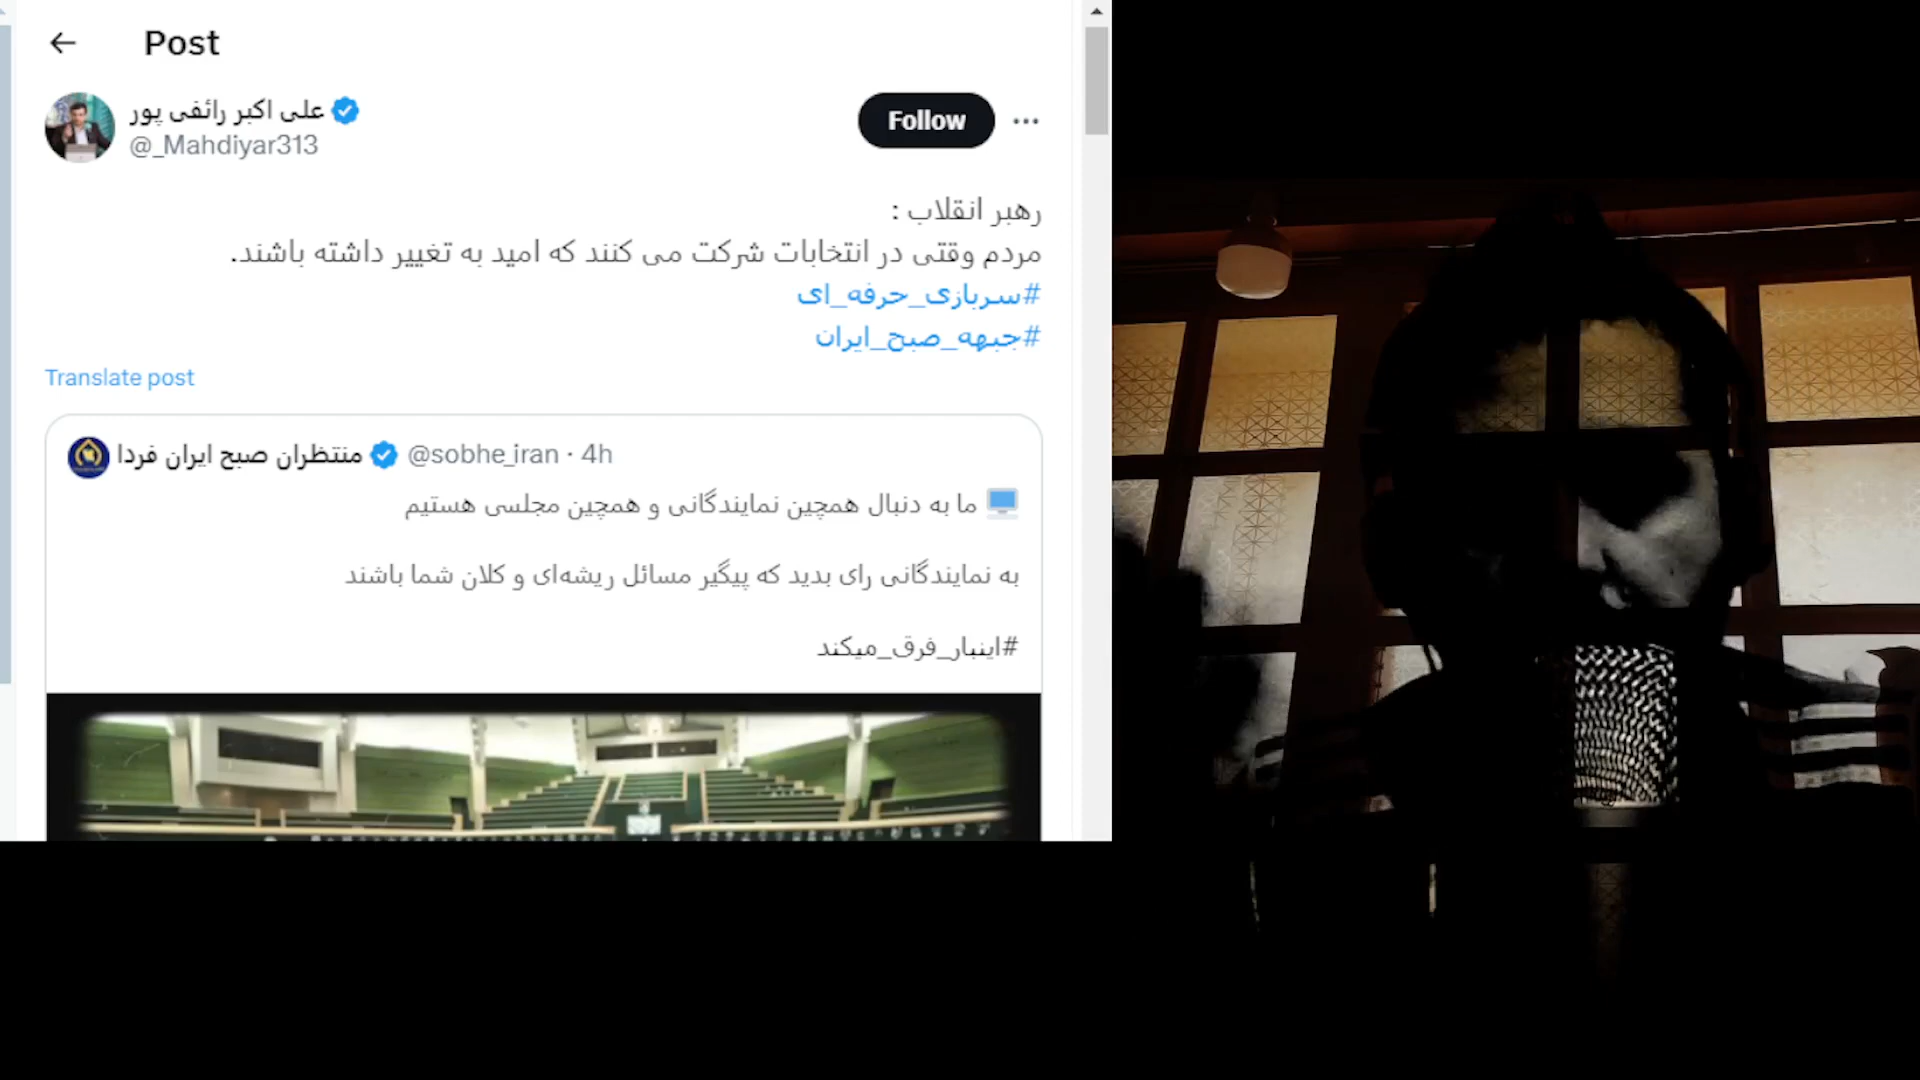 Post
علی اکبر رائفی پور
@_Mahdiyar313
Follow
رهبر انقلاب :
مردم وقتی در انتخابات شرکت می کنند که امید به تغییر داشته باشند.
#سربازی_حرفه_ای
#جبهه_صبح_ایران
Translate post
منتظران صبح ایران فردا @sobhe_iran · 4h
ما به دنبال همچین نمایندگانی و همچین مجلسی هستیم
به نمایندگانی رای بدید که پیگیر مسائل ریشه‌ای و کلان شما باشند
#اینبار_فرق_میکند